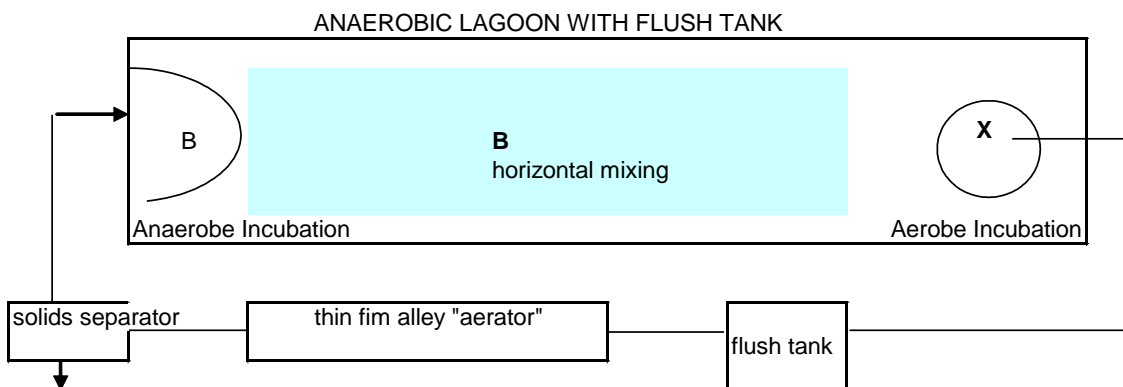 ANAEROBIC LAGOON WITH FLUSH TANK
B
B
X
horizontal mixing
Anaerobe Incubation
Aerobe Incubation
solids separator
thin fim alley "aerator"
flush tank